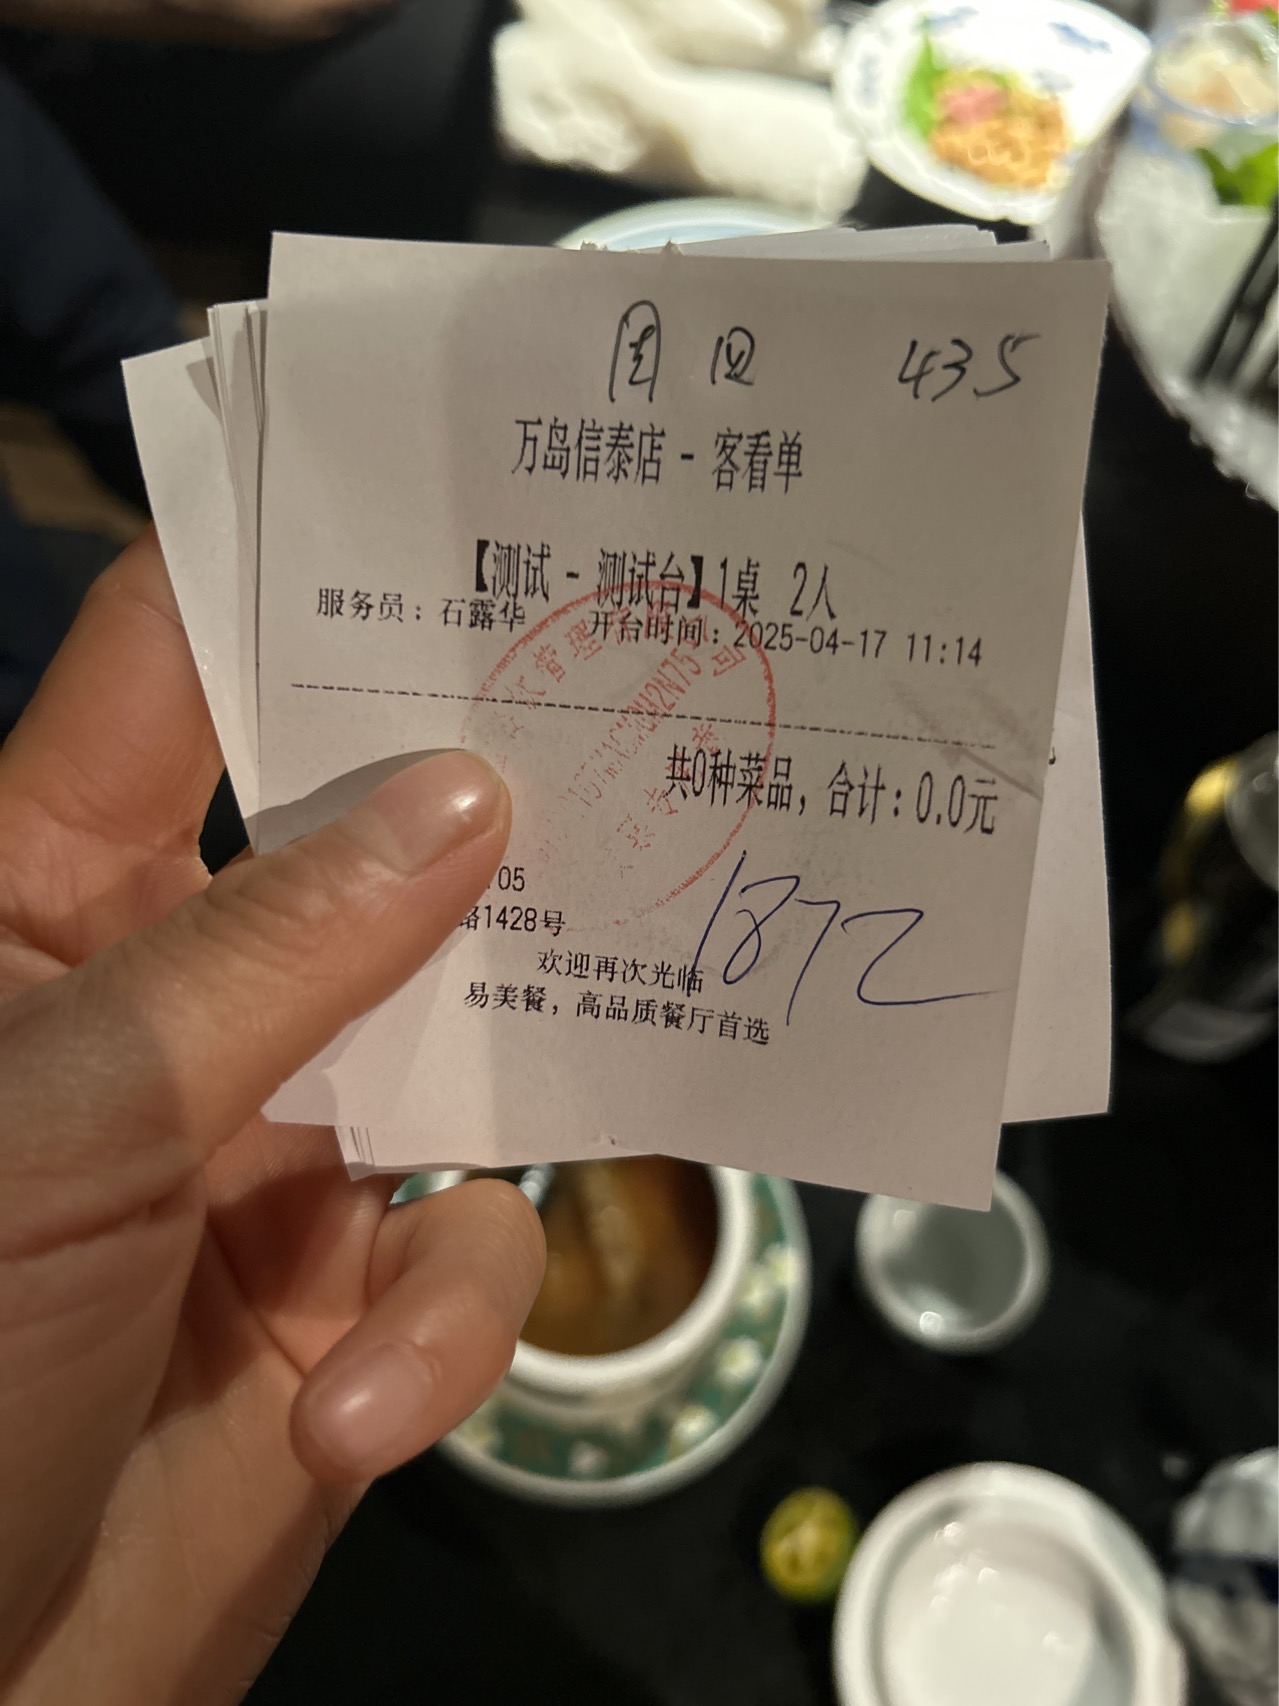 周四 435
万岛信泰店 - 客看单
【测试 - 测试台】1桌 2人
服务员：石露华 开台时间：2025-04-17 11:14
共0种菜品，合计：0.0元
1872
05
路1428号
欢迎再次光临
易美餐，高品质餐厅首选